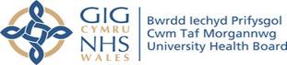 GIG
CYMRU
NHS
WALES
Bwrdd Iechyd Prifysgol
Cwm Taf Morgannwg
University Health Board